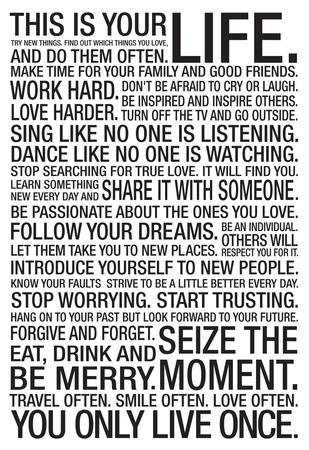 THIS IS YOUR LIFE.
TRY NEW THINGS. FIND OUT WHICH THINGS YOU LOVE,
AND DO THEM OFTEN.
MAKE TIME FOR YOUR FAMILY AND GOOD FRIENDS.
WORK HARD. DON'T BE AFRAID TO CRY OR LAUGH.
BE INSPIRED AND INSPIRE OTHERS.
LOVE HARDER. TURN OFF THE TV AND GO OUTSIDE.
SING LIKE NO ONE IS LISTENING.
DANCE LIKE NO ONE IS WATCHING.
STOP SEARCHING FOR TRUE LOVE. IT WILL FIND YOU.
LEARN SOMETHING
NEW EVERY DAY AND SHARE IT WITH SOMEONE.
BE PASSIONATE ABOUT THE ONES YOU LOVE.
FOLLOW YOUR DREAMS. BE AN INDIVIDUAL.
OTHERS WILL
LET THEM TAKE YOU TO NEW PLACES. RESPECT YOU FOR IT.
INTRODUCE YOURSELF TO NEW PEOPLE.
KNOW YOUR FAULTS STRIVE TO BE A LITTLE BETTER EVERY DAY.
STOP WORRYING. START TRUSTING.
HANG ON TO YOUR PAST BUT LOOK FORWARD TO YOUR FUTURE.
FORGIVE AND FORGET. SEIZE THE
EAT, DRINK AND
BE MERRY. MOMENT.
TRAVEL OFTEN. SMILE OFTEN. LOVE OFTEN.
YOU ONLY LIVE ONCE.